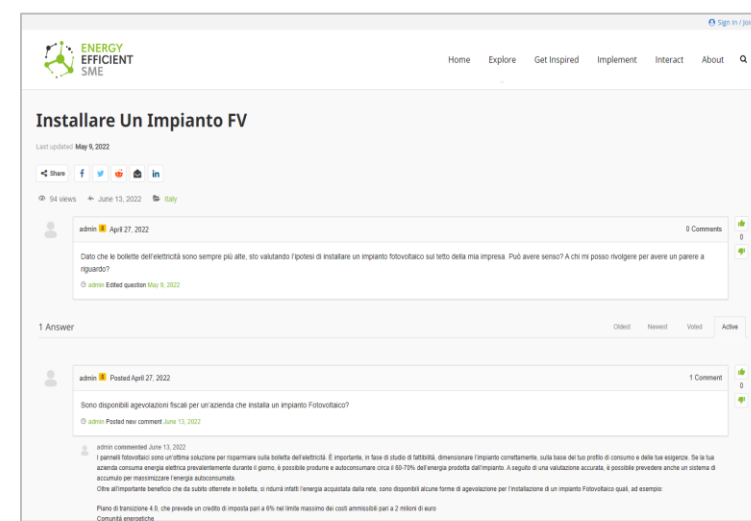 Sign in / Joi
ENERGY
EFFICIENT
SME
Home Explore Get Inspired Implement Interact About
Installare Un Impianto FV
Last updated May 9, 2022
Share
54 views June 13, 2022 Italy
admin April 27, 2022 0 Comments
0
Dato che le bollette dell'elettricità sono sempre più alte, sto valutando l'ipotesi di installare un impianto fotovoltaico sul tetto della mia impresa. Può avere senso? A chi mi posso rivolgere per avere un parere a
riguardo?
admin Edited question May 9, 2022
1 Answer Oldest Newest Voted Active
admin Posted April 27, 2022 1 Comment
0
Sono disponibili agevolazioni fiscali per un'azienda che installa un impianto Fotovoltaico?
admin Posted new comment June 13, 2022
admin commented June 13, 2022
I pannelli fotovoltaici sono un'ottima soluzione per risparmiare sulla bolletta dell'elettricità. È importante, in fase di studio di fattibilità, dimensionare l'impianto correttamente, sulla base del tuo profilo di consumo e delle tue esigenze. Se la tua
azienda consuma energia elettrica prevalentemente durante il giorno, è possibile produrre e autoconsumare circa il 60-70% dell'energia prodotta dall'impianto. A seguito di una valutazione accurata, è possibile prevedere anche un sistema di
accumulo per massimizzare l'energia autoconsumata.
Oltre all'importante beneficio che da subito otterrete in bolletta, si ridurrà infatti l'energia acquistata dalla rete, sono disponibili alcune forme di agevolazione per l'installazione di un impianto Fotovoltaico quali, ad esempio:
Piano di transizione 4.0, che prevede un credito di imposta pari a 6% nel limite massimo dei costi ammissibili pari a 2 milioni di euro
Comunità energetiche